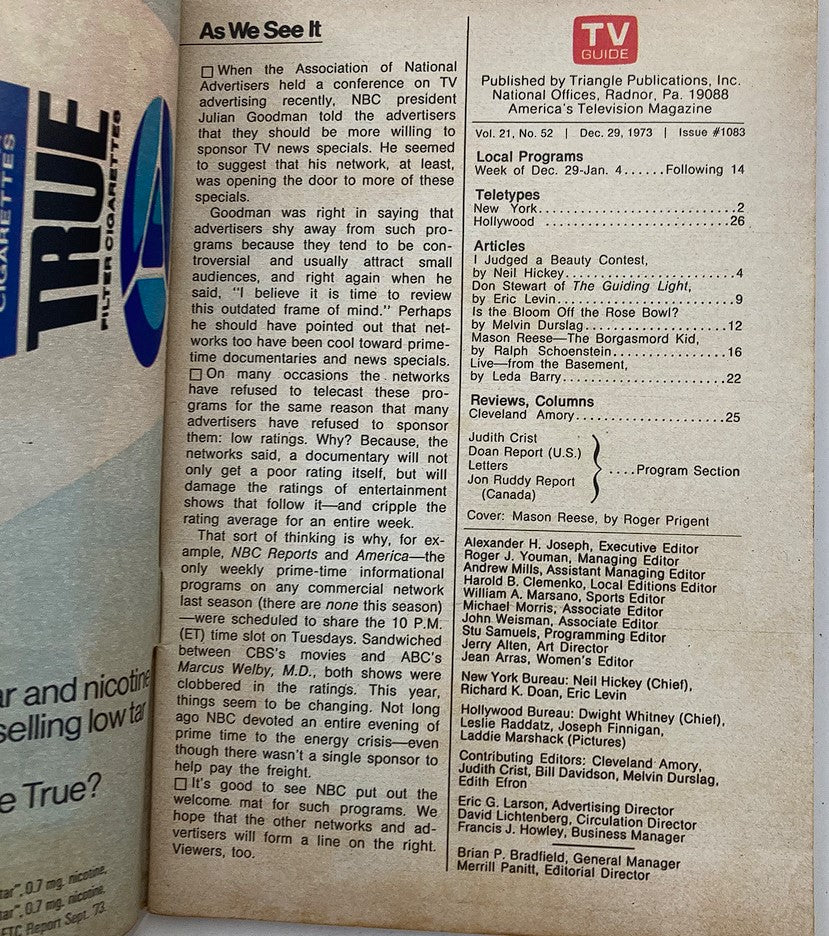 CIGARETTES
TRUE
FILTER CIGARETTES
ar and nicotine
selling low tar
e True?
tar", 0.7 mg. nicotine,
tar", 0.7 mg. nicotine,
FTC Report Sept. '73.
As We See It
☐ When the Association of National
Advertisers held a conference on TV
advertising recently, NBC president
Julian Goodman told the advertisers
that they should be more willing to
sponsor TV news specials. He seemed
to suggest that his network, at least,
was opening the door to more of these
specials.
Goodman was right in saying that
advertisers shy away from such pro-
grams because they tend to be con-
troversial and usually attract small
audiences, and right again when he
said, "I believe it is time to review
this outdated frame of mind." Perhaps
he should have pointed out that net-
works too have been cool toward prime-
time documentaries and news specials.
☐ On many occasions the networks
have refused to telecast these pro-
grams for the same reason that many
advertisers have refused to sponsor
them: low ratings. Why? Because, the
networks said, a documentary will not
only get a poor rating itself, but will
damage the ratings of entertainment
shows that follow it—and cripple the
rating average for an entire week.
That sort of thinking is why, for ex-
ample, NBC Reports and America—the
only weekly prime-time informational
programs on any commercial network
last season (there are none this season)
—were scheduled to share the 10 P.M.
(ET) time slot on Tuesdays. Sandwiched
between CBS's movies and ABC's
Marcus Welby, M.D., both shows were
clobbered in the ratings. This year,
things seem to be changing. Not long
ago NBC devoted an entire evening of
prime time to the energy crisis—even
though there wasn't a single sponsor to
help pay the freight.
☐ It's good to see NBC put out the
welcome mat for such programs. We
hope that the other networks and ad-
vertisers will form a line on the right.
Viewers, too.
TV
GUIDE
Published by Triangle Publications, Inc.
National Offices, Radnor, Pa. 19088
America's Television Magazine
Vol. 21, No. 52 | Dec. 29, 1973 | Issue #1083
Local Programs
Week of Dec. 29-Jan. 4......Following 14
Teletypes
New York.............................2
Hollywood ..........................26
Articles
I Judged a Beauty Contest,
by Neil Hickey.........................4
Don Stewart of The Guiding Light,
by Eric Levin..........................9
Is the Bloom Off the Rose Bowl?
by Melvin Durslag....................12
Mason Reese—The Borgasmord Kid,
by Ralph Schoenstein................16
Live—from the Basement,
by Leda Barry.......................22
Reviews, Columns
Cleveland Amory.....................25
Judith Crist
Doan Report (U.S.)
Letters
Jon Ruddy Report
(Canada)
....Program Section
Cover: Mason Reese, by Roger Prigent
Alexander H. Joseph, Executive Editor
Roger J. Youman, Managing Editor
Andrew Mills, Assistant Managing Editor
Harold B. Clemenko, Local Editions Editor
William A. Marsano, Sports Editor
Michael Morris, Associate Editor
John Weisman, Associate Editor
Stu Samuels, Programming Editor
Jerry Alten, Art Director
Jean Arras, Women's Editor
New York Bureau: Neil Hickey (Chief),
Richard K. Doan, Eric Levin
Hollywood Bureau: Dwight Whitney (Chief),
Leslie Raddatz, Joseph Finnigan,
Laddie Marshack (Pictures)
Contributing Editors: Cleveland Amory,
Judith Crist, Bill Davidson, Melvin Durslag,
Edith Efron
Eric G. Larson, Advertising Director
David Lichtenberg, Circulation Director
Francis J. Howley, Business Manager
Brian P. Bradfield, General Manager
Merrill Panitt, Editorial Director